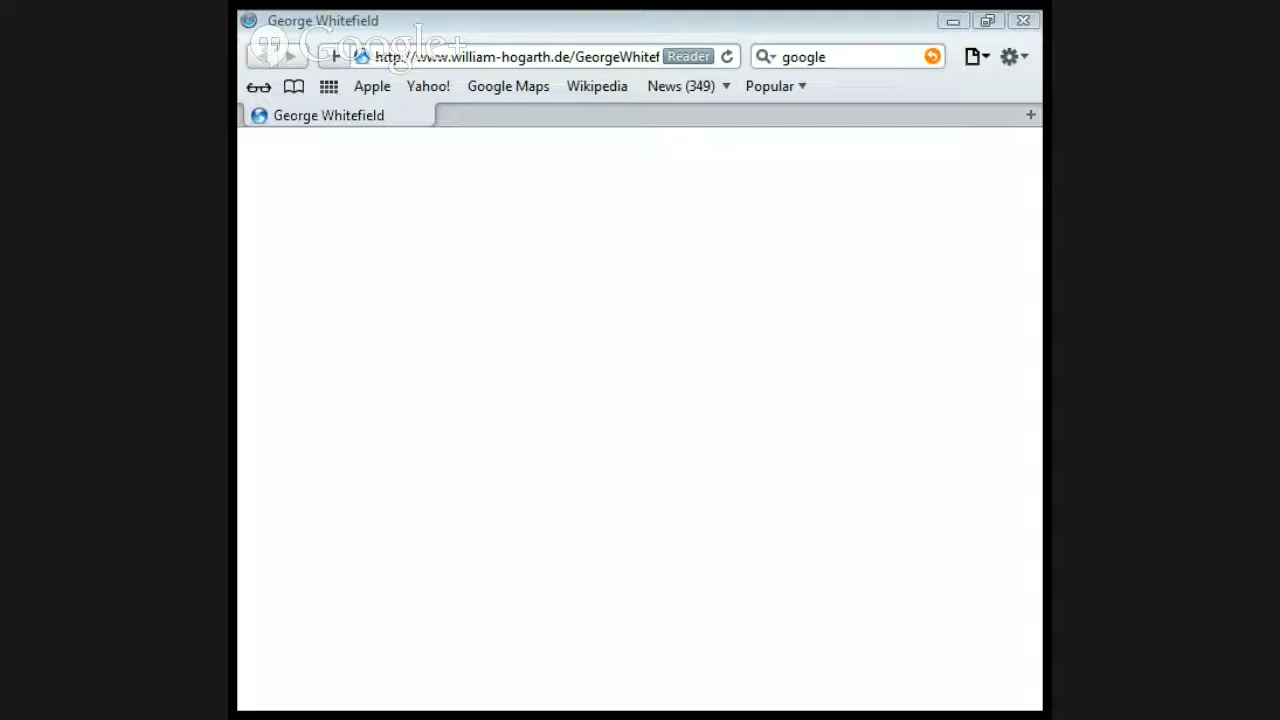 George Whitefield
Google+
http://www.william-hogarth.de/GeorgeWhitef Reader google
Apple Yahoo! Google Maps Wikipedia News (349) Popular
George Whitefield